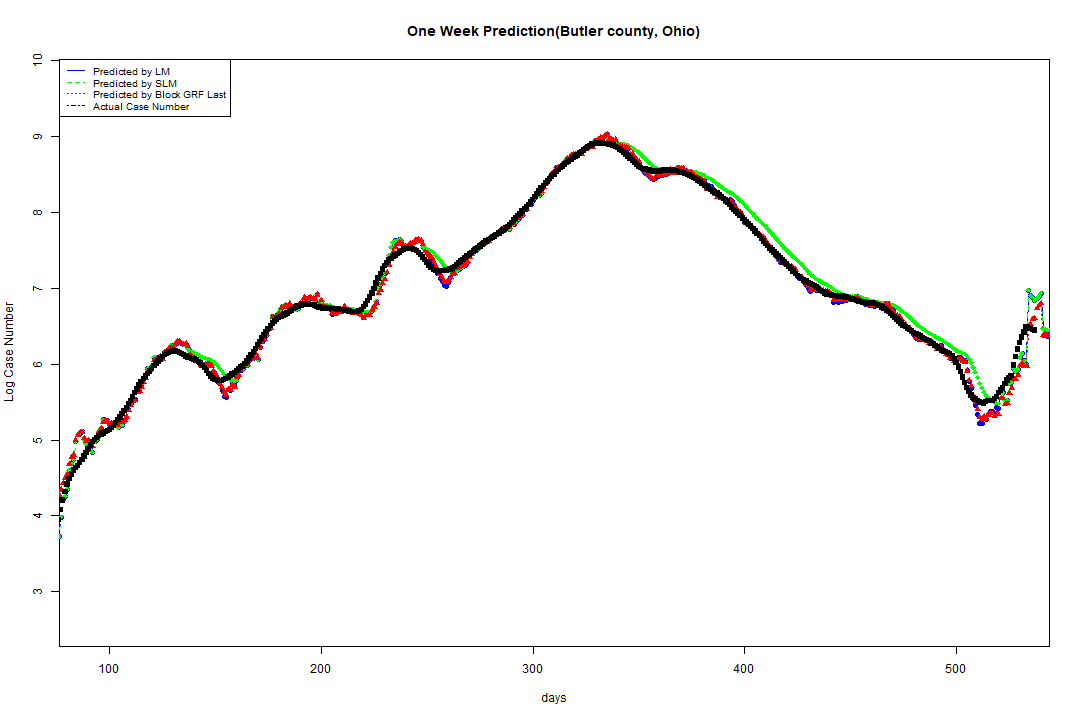 One Week Prediction(Butler county, Ohio)
Predicted by LM
Predicted by SLM
Predicted by Block GRF Last
Actual Case Number
10
9
8
7
6
5
4
3
Log Case Number
100 200 300 400 500
days